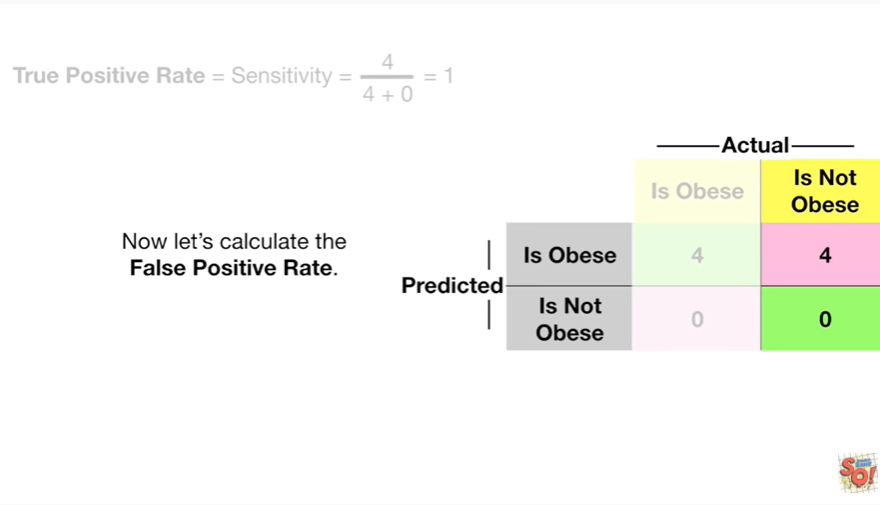 True Positive Rate = Sensitivity = 4 / 4 + 0 = 1
Actual
Is Obese
Is Not
Obese
Now let's calculate the
False Positive Rate.
Predicted
Is Obese
4
4
Is Not
Obese
0
0
SQ!